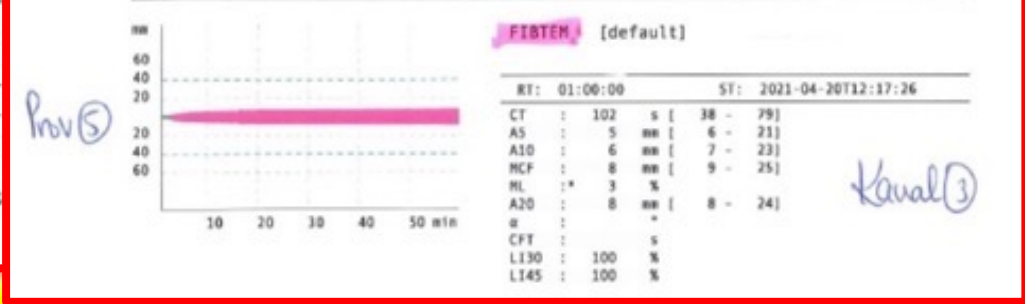 mm
60
40
20
20
40
60
10 20 30 40 50 min
Prov 5
FIBTEM [default]
RT: 01:00:00 ST: 2021-04-20T12:17:26
CT : 102 s [ 38 - 79]
A5 : 5 mm [ 6 - 21]
A10 : 6 mm [ 7 - 23]
MCF : 8 mm [ 9 - 25]
ML :* 3 %
A20 : 8 mm [ 8 - 24]
α : °
CFT : s
LI30 : 100 %
LI45 : 100 %
Kanal 3